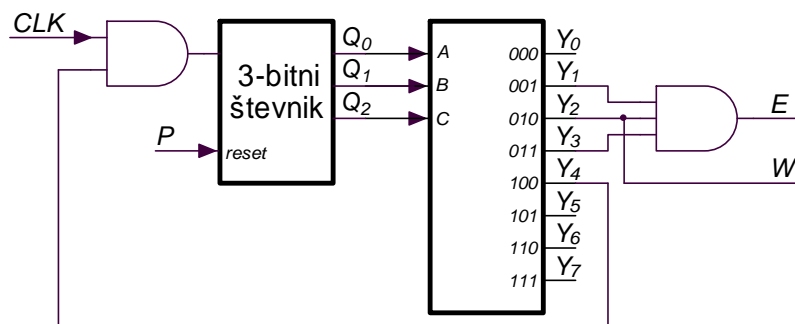 CLK
3-bitni
števnik
P
reset
Q0
Q1
Q2
A
B
C
000
001
010
011
100
101
110
111
Y0
Y1
Y2
Y3
Y4
Y5
Y6
Y7
E
W